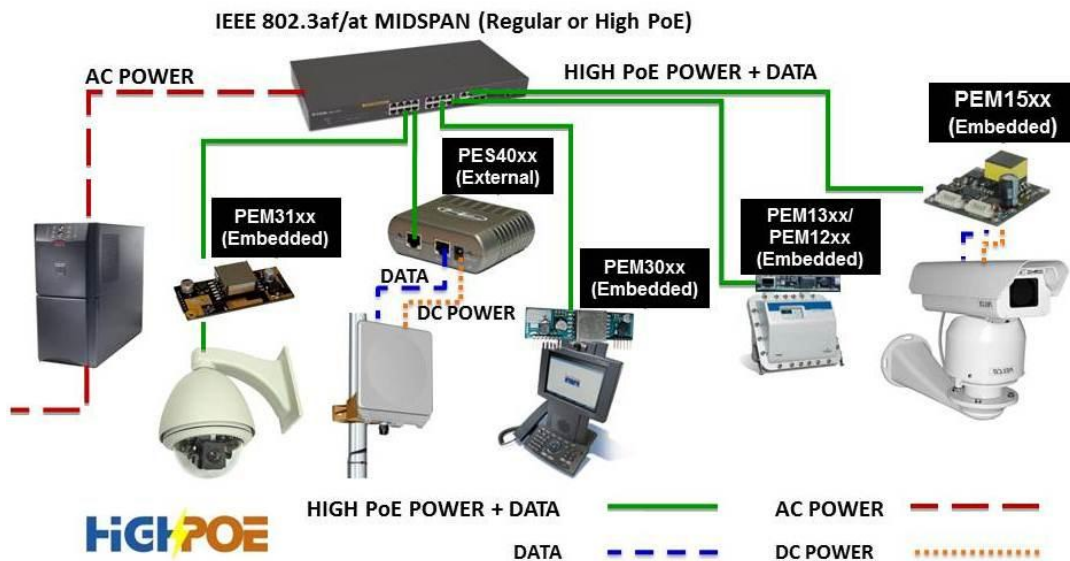 IEEE 802.3af/at MIDSPAN (Regular or High PoE)
AC POWER
HIGH PoE POWER + DATA
PEM15xx
(Embedded)
PES40xx
(External)
PEM31xx
(Embedded)
PEM13xx/
PEM12xx
(Embedded)
DATA
PEM30xx
(Embedded)
DC POWER
HIGH PoE POWER + DATA
AC POWER
HiGHPOE
DATA
DC POWER